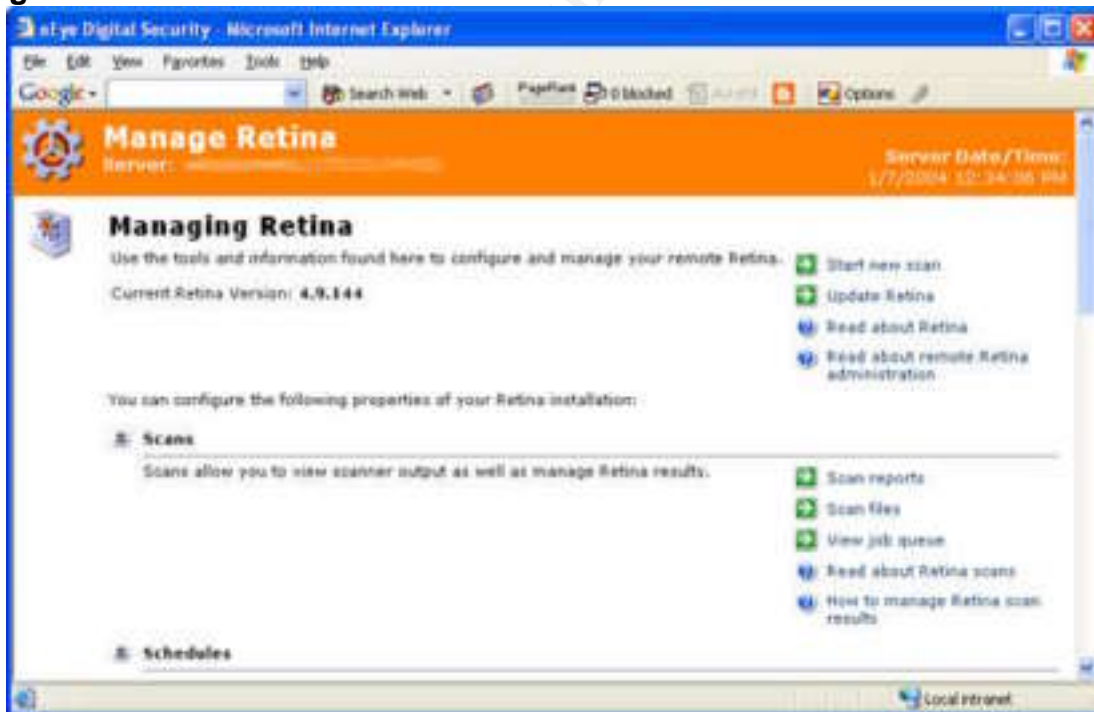 eEye Digital Security - Microsoft Internet Explorer
File Edit View Favorites Tools Help
Google Search Web PageRank 0 blocked Options
Manage Retina
Server:
Server Date/Time:
1/7/2004 12:34:06 PM
Managing Retina
Use the tools and information found here to configure and manage your remote Retina.
Current Retina Version: 4.9.144
Start new scan
Update Retina
Read about Retina
Read about remote Retina
administration
You can configure the following properties of your Retina installation:
Scans
Scans allow you to view scanner output as well as manage Retina results.
Scan reports
Scan files
View job queue
Read about Retina scans
How to manage Retina scan
results
Schedules
Local intranet